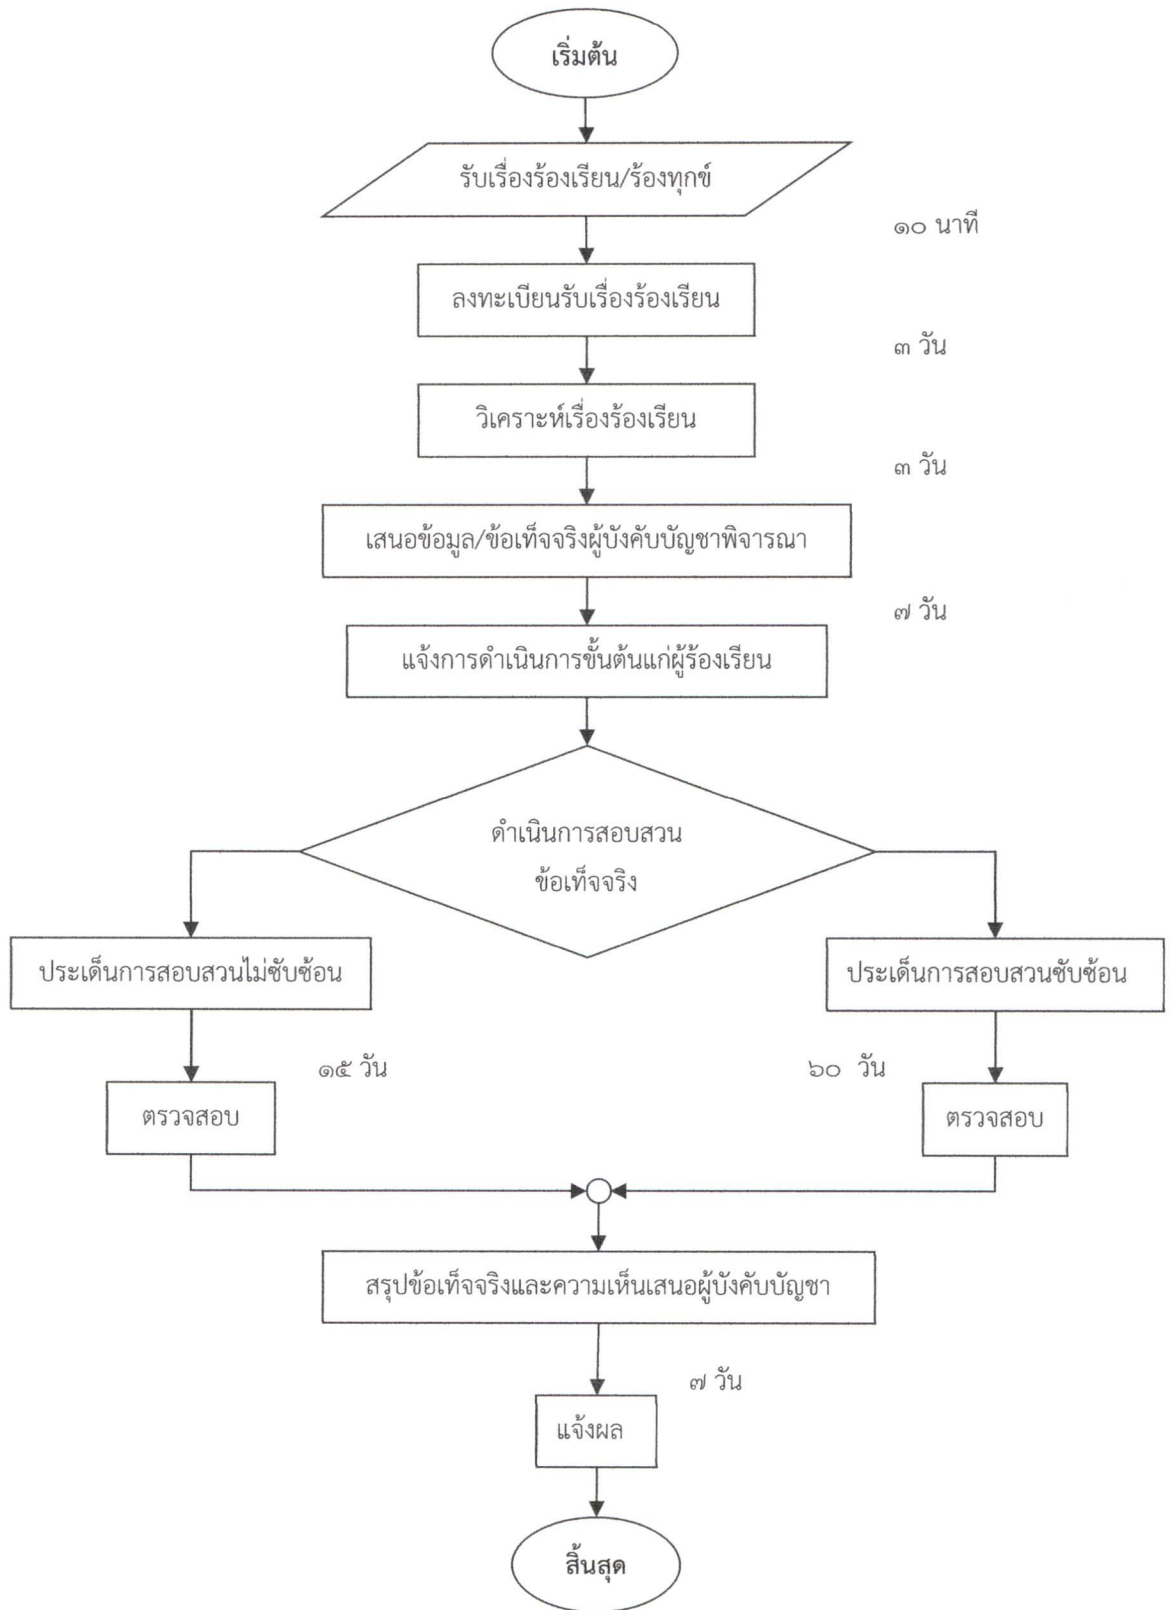 เริ่มต้น
รับเรื่องร้องเรียน/ร้องทุกข์
๑๐ นาที
ลงทะเบียนรับเรื่องร้องเรียน
๓ วัน
วิเคราะห์เรื่องร้องเรียน
๓ วัน
เสนอข้อมูล/ข้อเท็จจริงผู้บังคับบัญชาพิจารณา
๗ วัน
แจ้งการดำเนินการขั้นต้นแก่ผู้ร้องเรียน
ดำเนินการสอบสวน
ข้อเท็จจริง
ประเด็นการสอบสวนไม่ซับซ้อน
ประเด็นการสอบสวนซับซ้อน
๑๕ วัน
๖๐ วัน
ตรวจสอบ
ตรวจสอบ
สรุปข้อเท็จจริงและความเห็นเสนอผู้บังคับบัญชา
๗ วัน
แจ้งผล
สิ้นสุด